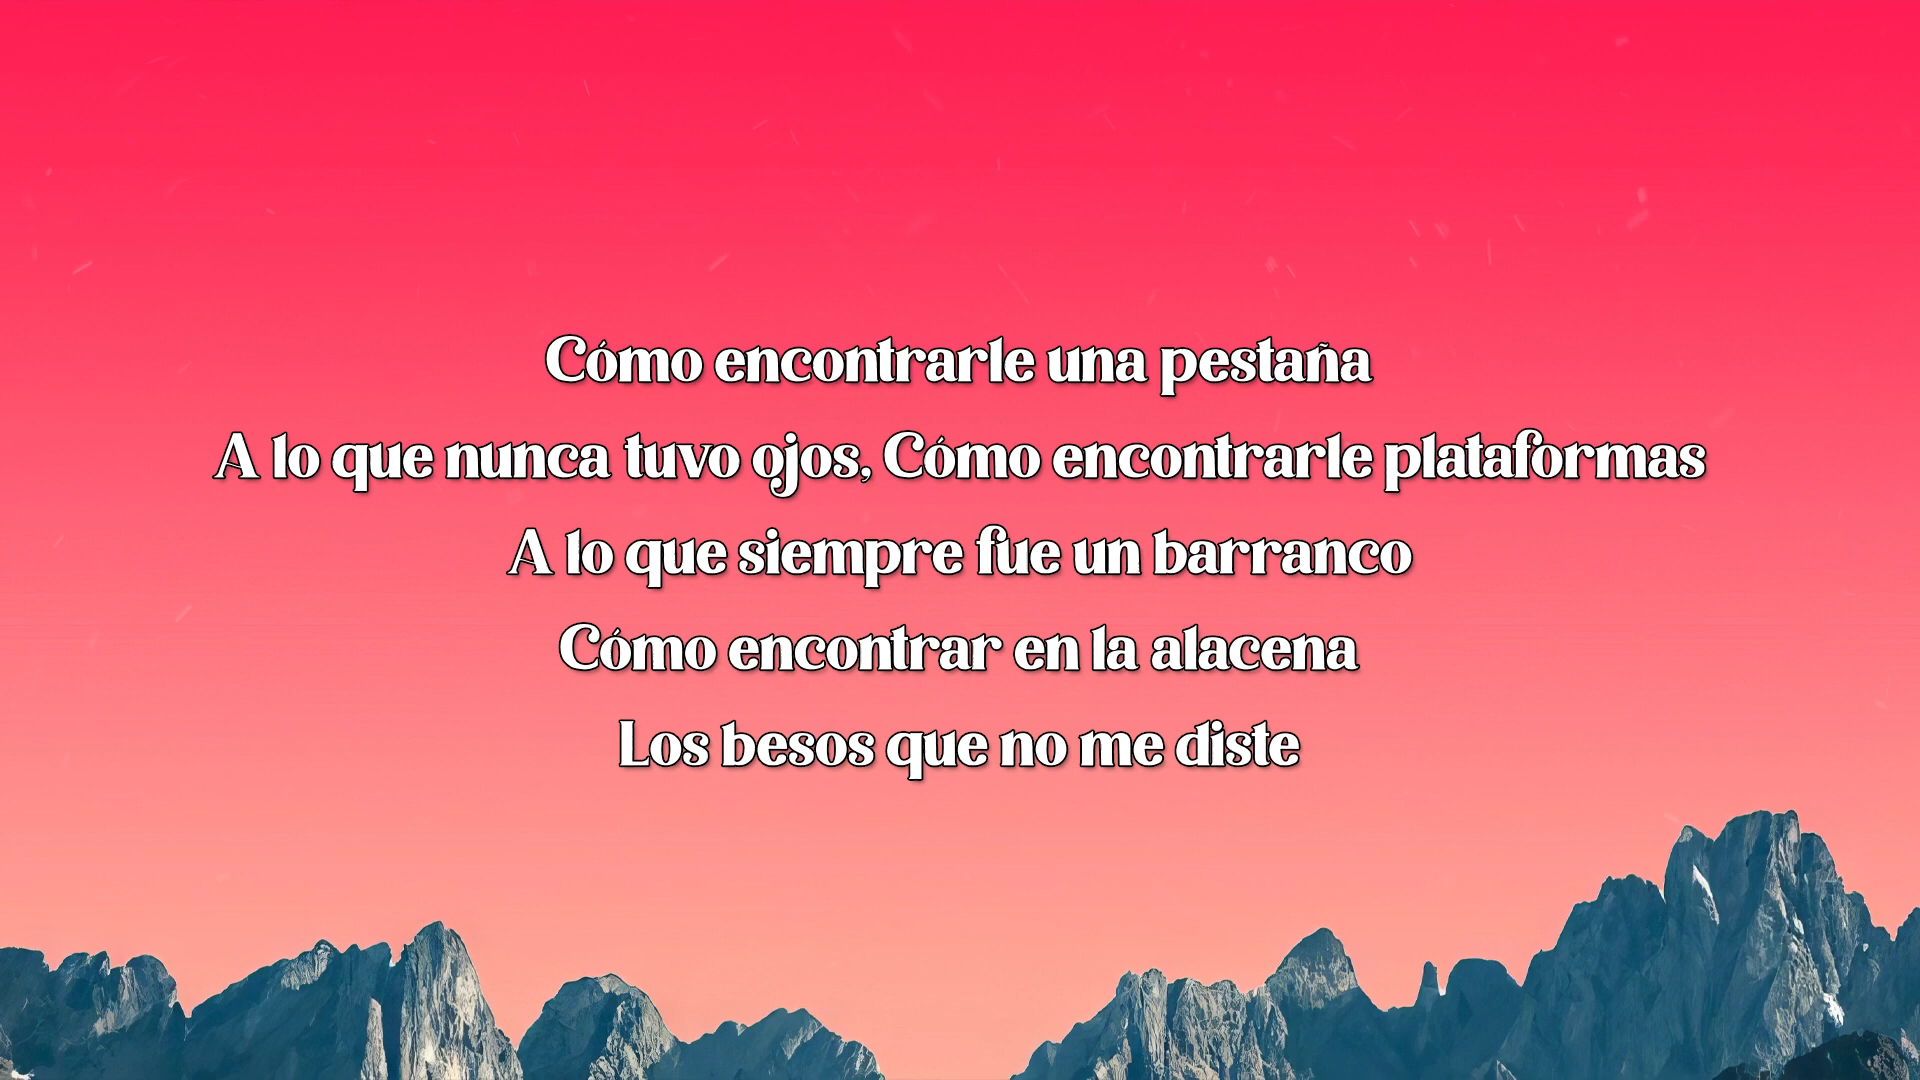 Cómo encontrarle una pestaña
A lo que nunca tuvo ojos, Cómo encontrarle plataformas
A lo que siempre fue un barranco
Cómo encontrar en la alacena
Los besos que no me diste